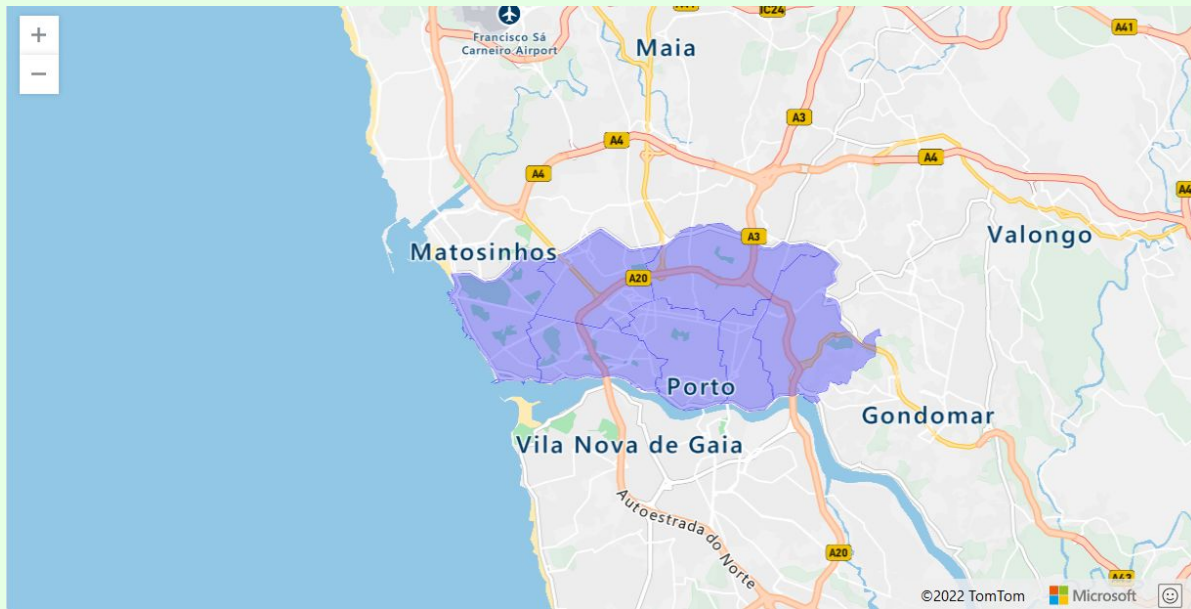 +
−
IC24
A41
Francisco Sá
Carneiro Airport
Maia
A3
A4
A4
A4
A4
Valongo
Matosinhos
A3
A20
Porto
Gondomar
Vila Nova de Gaia
Autoestrada do Norte
A20
©2022 TomTom
Microsoft